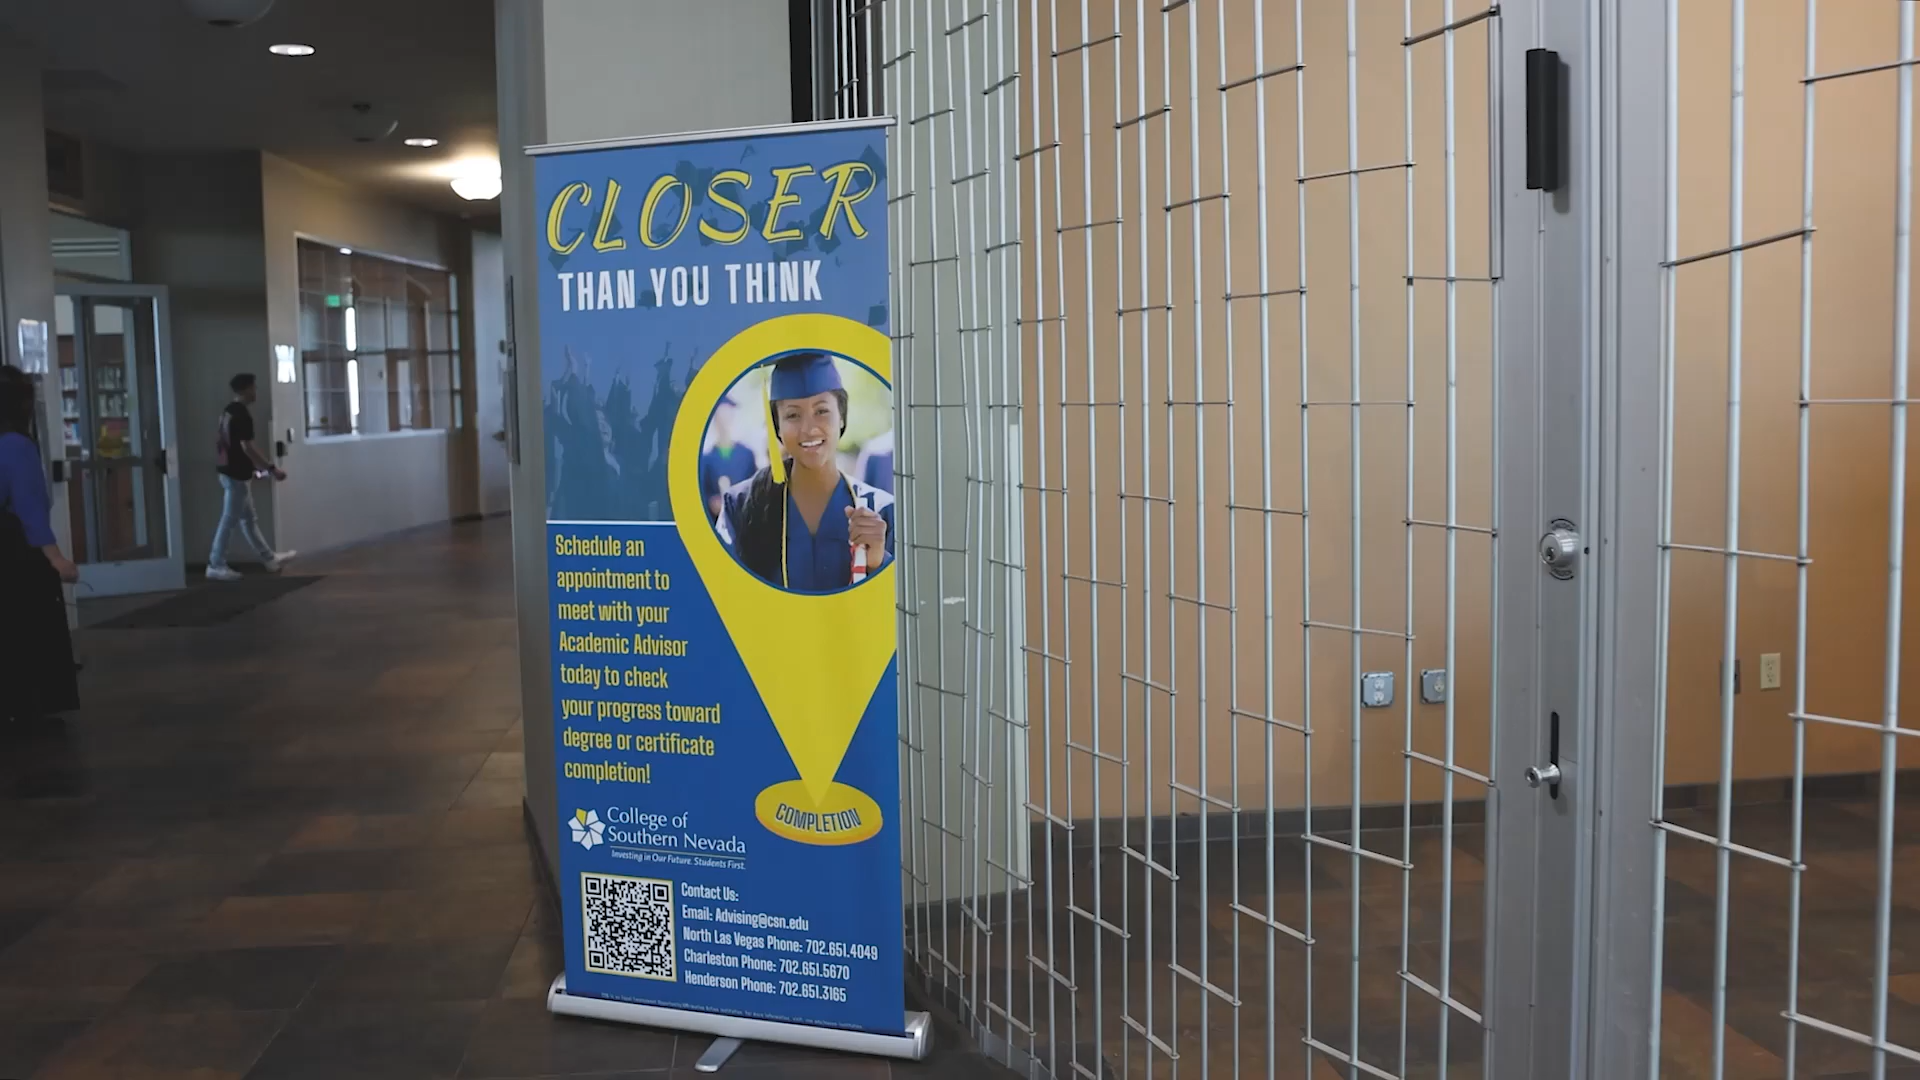 CLOSER
THAN YOU THINK
Schedule an
appointment to
meet with your
Academic Advisor
today to check
your progress toward
degree or certificate
completion!
COMPLETION
College of
Southern Nevada
Investing in Our Future. Students First.
Contact Us:
Email: Advising@csn.edu
North Las Vegas Phone: 702.651.4049
Charleston Phone: 702.651.5670
Henderson Phone: 702.651.3165